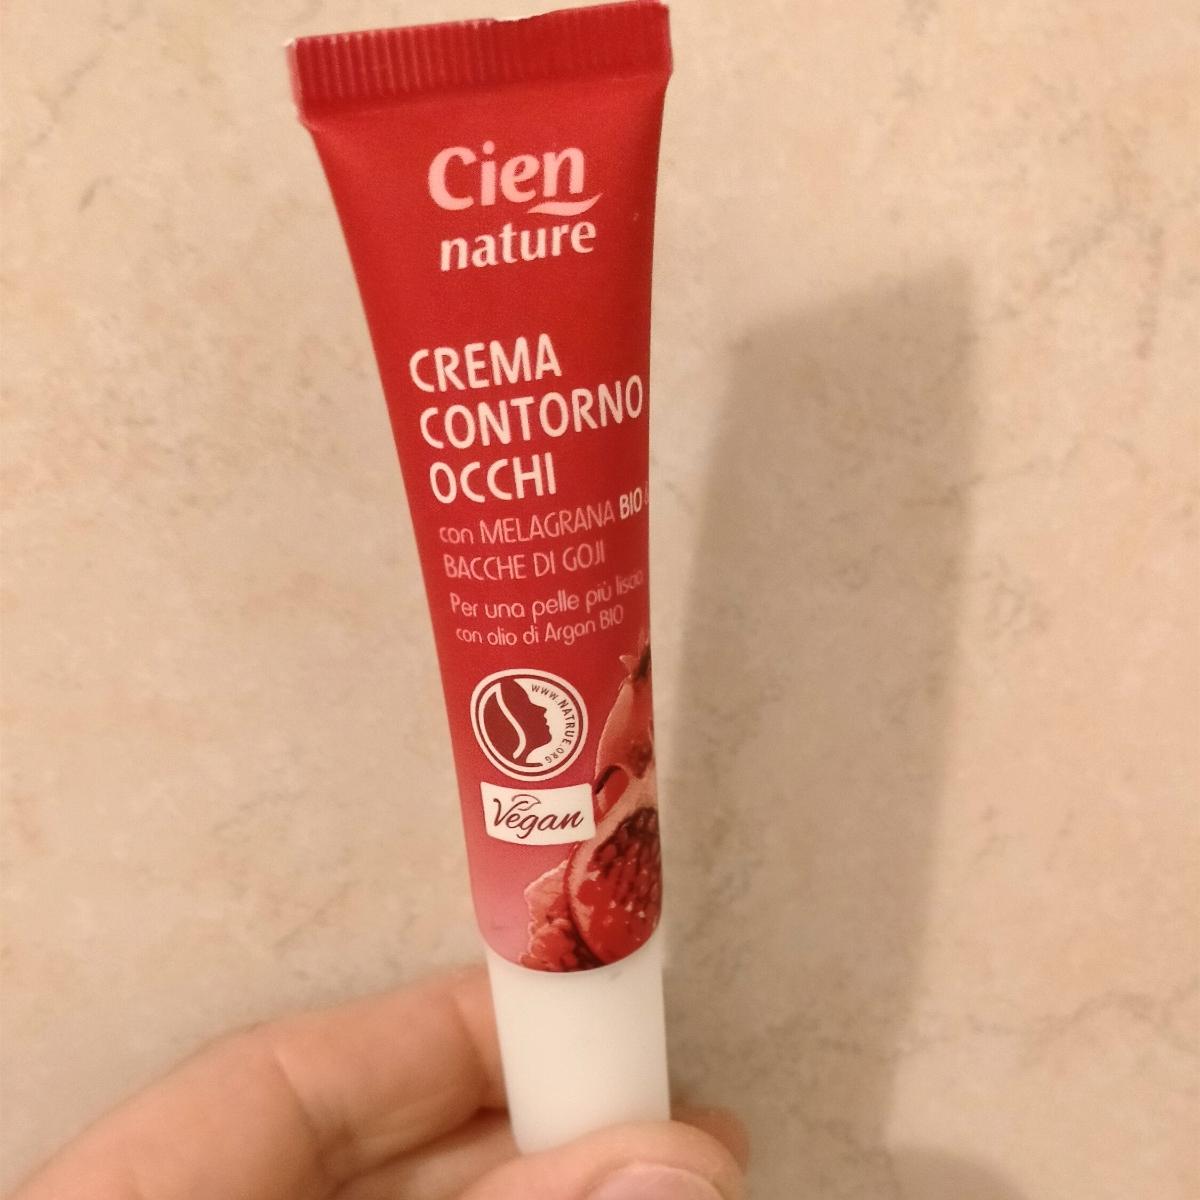 Cien
nature
CREMA
CONTORNO
OCCHI
con MELAGRANA BIO
BACCHE DI GOJI
Per una pelle più liscia
con olio di Argan BIO
WWW.NATRUE.ORG
Vegan